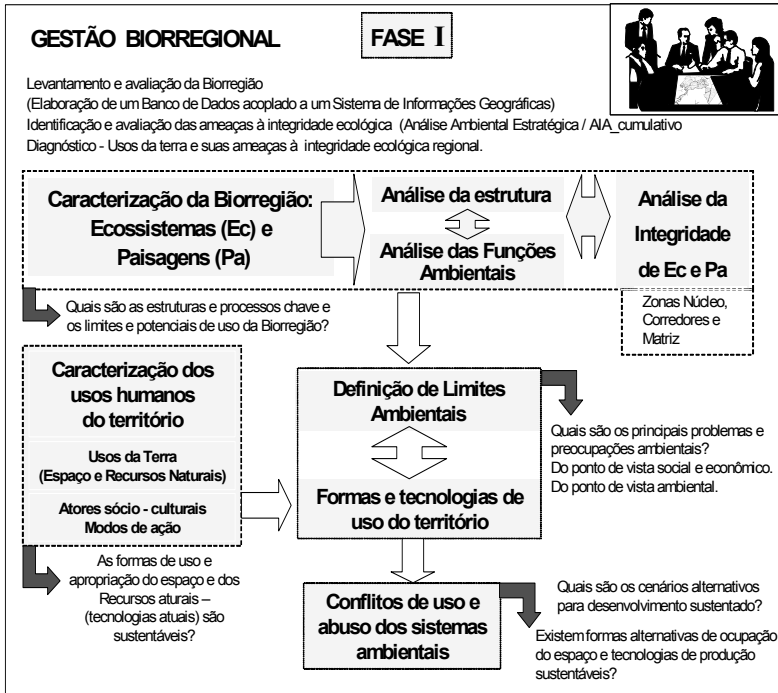 GESTÃO BIORREGIONAL
FASE I
Levantamento e avaliação da Biorregião
(Elaboração de um Banco de Dados acoplado a um Sistema de Informações Geográficas)
Identificação e avaliação das ameaças à integridade ecológica (Análise Ambiental Estratégica / AIA_cumulativo
Diagnóstico - Usos da terra e suas ameaças à integridade ecológica regional.
Caracterização da Biorregião:
Ecossistemas (Ec) e
Paisagens (Pa)
Análise da estrutura
Análise das Funções
Ambientais
Análise da
Integridade
de Ec e Pa
Zonas Núcleo,
Corredores e
Matriz
Quais são as estruturas e processos chave e
os limites e potenciais de uso da Biorregião?
Caracterização dos
usos humanos
do território
Usos da Terra
(Espaço e Recursos Naturais)
Atores sócio - culturais
Modos de ação
Definição de Limites
Ambientais
Formas e tecnologias de
uso do território
Quais são os principais problemas e
preocupações ambientais?
Do ponto de vista social e econômico.
Do ponto de vista ambiental.
As formas de uso e
apropriação do espaço e dos
Recursos aturais –
(tecnologias atuais) são
sustentáveis?
Conflitos de uso e
abuso dos sistemas
ambientais
Quais são os cenários alternativos
para desenvolvimento sustentado?
Existem formas alternativas de ocupação
do espaço e tecnologias de produção
sustentáveis?